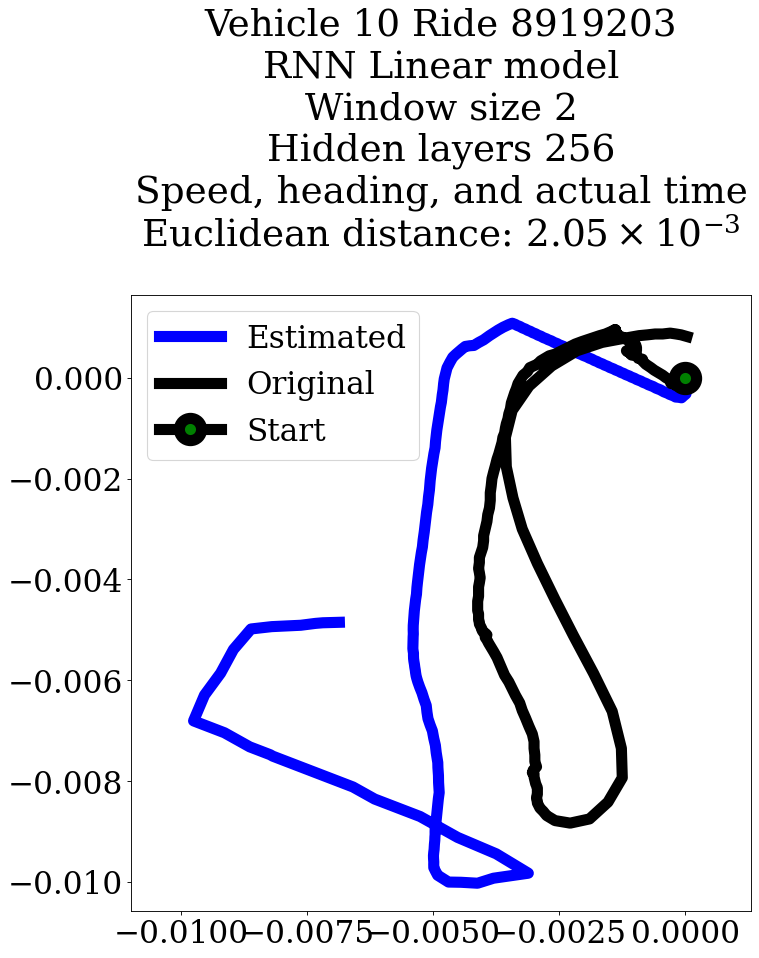 Vehicle 10 Ride 8919203
RNN Linear model
Window size 2
Hidden layers 256
Speed, heading, and actual time
Euclidean distance: 2.05 × 10⁻³
Estimated
Original
Start
0.000
−0.002
−0.004
−0.006
−0.008
−0.010
−0.0100 −0.0075 −0.0050 −0.0025 0.0000